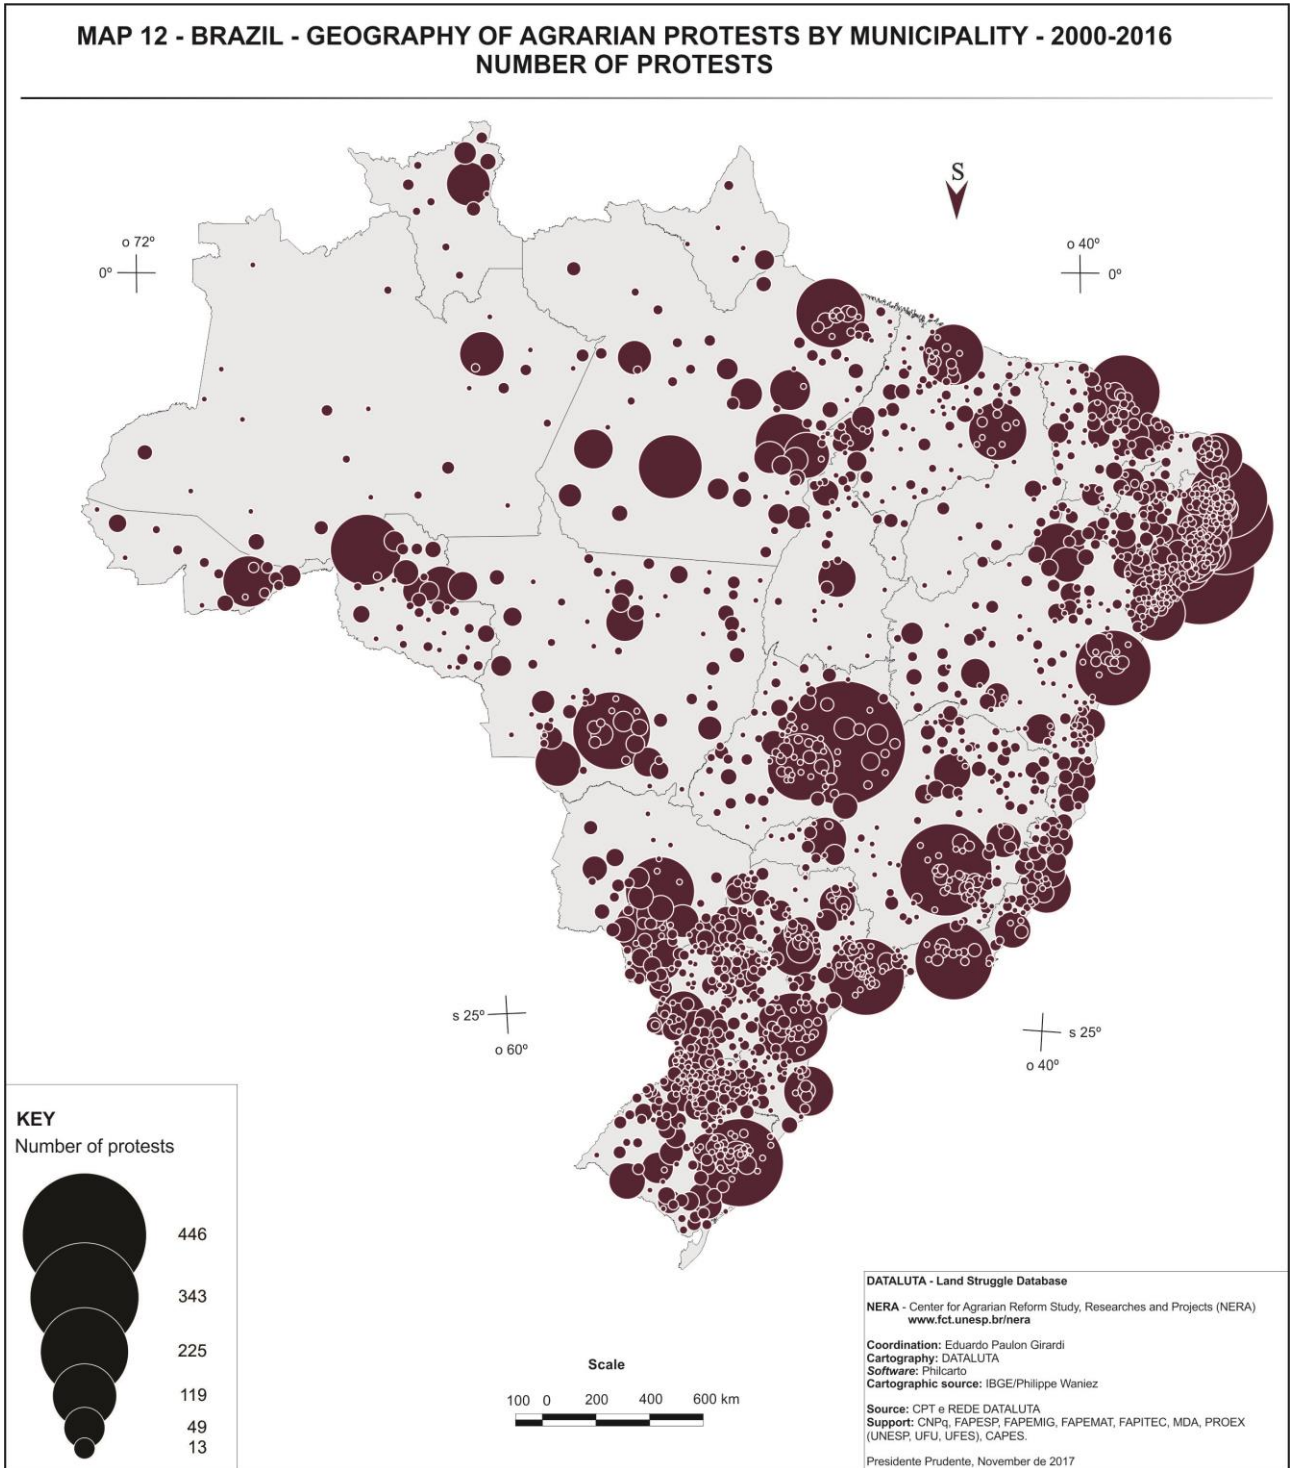 MAP 12 - BRAZIL - GEOGRAPHY OF AGRARIAN PROTESTS BY MUNICIPALITY - 2000-2016
NUMBER OF PROTESTS
S
o 72º
0º
o 40º
0º
s 25º
o 60º
s 25º
o 40º
KEY
Number of protests
446
343
225
119
49
13
Scale
100 0 200 400 600 km
DATALUTA - Land Struggle Database
NERA - Center for Agrarian Reform Study, Researches and Projects (NERA)
www.fct.unesp.br/nera
Coordination: Eduardo Paulon Girardi
Cartography: DATALUTA
Software: Philcarto
Cartographic source: IBGE/Philippe Waniez
Source: CPT e REDE DATALUTA
Support: CNPq, FAPESP, FAPEMIG, FAPEMAT, FAPITEC, MDA, PROEX
(UNESP, UFU, UFES), CAPES.
Presidente Prudente, November de 2017